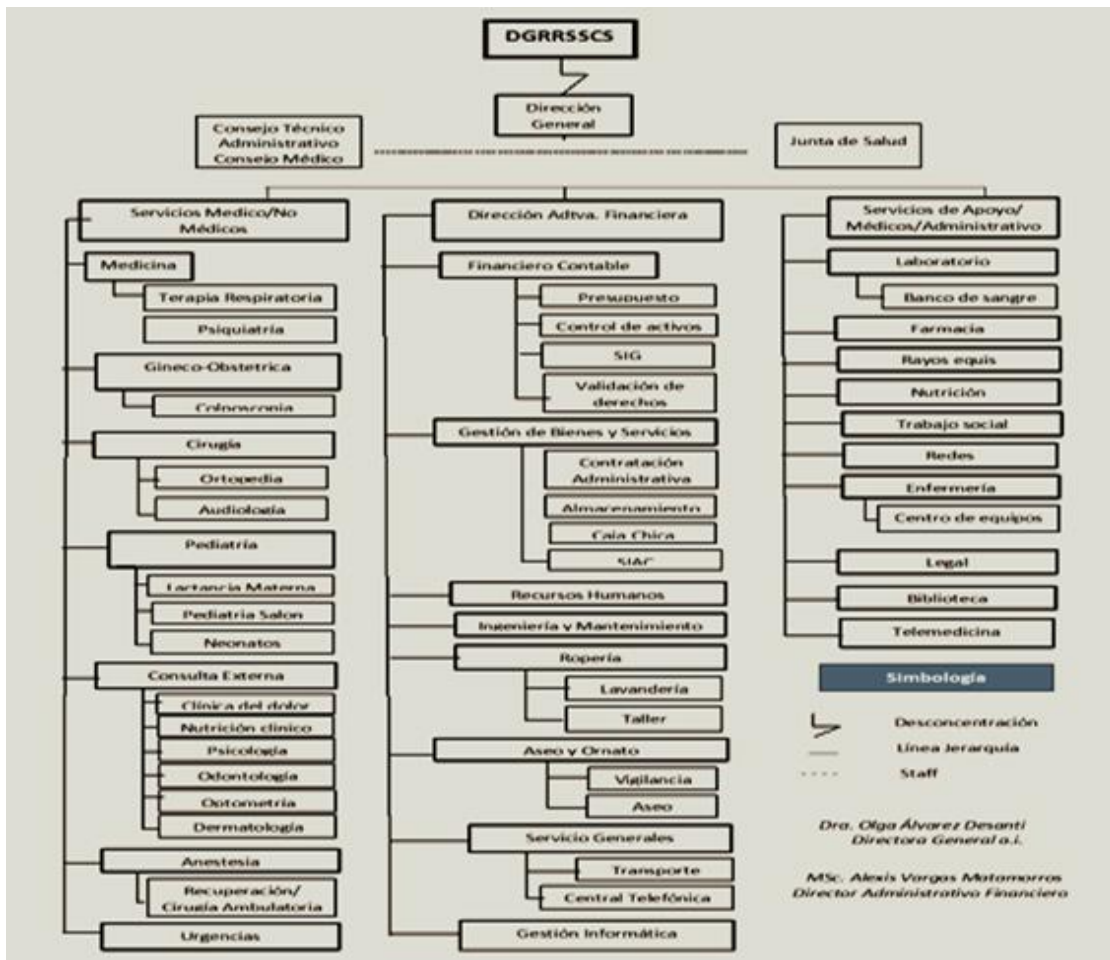 DGRRSSCS
Dirección
General
Consejo Técnico
Administrativo
Consejo Médico
Junta de Salud
Servicios Medico/No
Médicos
Medicina
Terapia Respiratoria
Psiquiatría
Gineco-Obstetrica
Colposcopia
Cirugía
Ortopedia
Audiología
Pediatría
Lactancia Materna
Pediatria Salon
Neonatos
Consulta Externa
Clínica del dolor
Nutrición clínico
Psicología
Odontología
Optometría
Dermatología
Anestesia
Recuperación/
Cirugía Ambulatoria
Urgencias
Dirección Adtva. Financiera
Financiero Contable
Presupuesto
Control de activos
SIG
Validación de
derechos
Gestión de Bienes y Servicios
Contratación
Administrativa
Almacenamiento
Caja Chica
SIAC
Recursos Humanos
Ingeniería y Mantenimiento
Ropería
Lavandería
Taller
Aseo y Ornato
Vigilancia
Aseo
Servicio Generales
Transporte
Central Telefónica
Gestión Informática
Servicios de Apoyo/
Médicos/Administrativo
Laboratorio
Banco de sangre
Farmacia
Rayos equis
Nutrición
Trabajo social
Redes
Enfermería
Centro de equipos
Legal
Biblioteca
Telemedicina
Simbología
Desconcentración
Línea Jerarquía
Staff
Dra. Olga Álvarez Desanti
Directora General a.i.
MSc. Alexis Vargas Matamorros
Director Administrativo Financiero